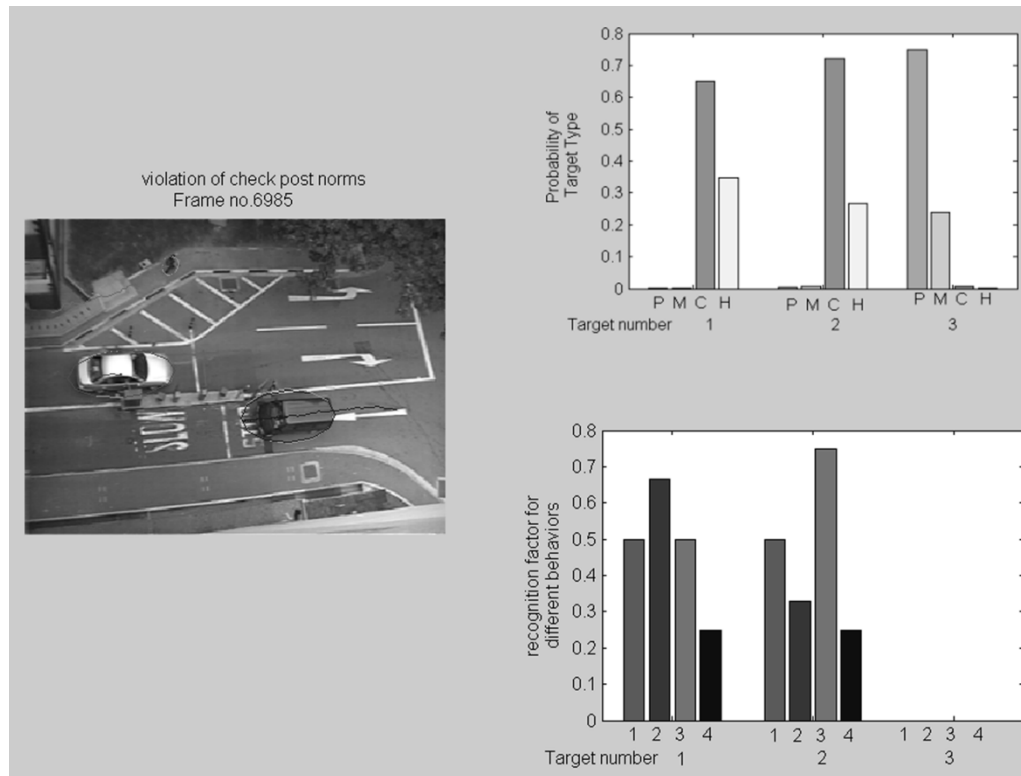 violation of check post norms
Frame no.6985
SLOW
Probability of
Target Type
0.8
0.7
0.6
0.5
0.4
0.3
0.2
0.1
0
P M C H P M C H P M C H
Target number 1 2 3
recognition factor for
different behaviors
0.8
0.7
0.6
0.5
0.4
0.3
0.2
0.1
0
1 2 3 4 1 2 3 4 1 2 3 4
Target number 1 2 3